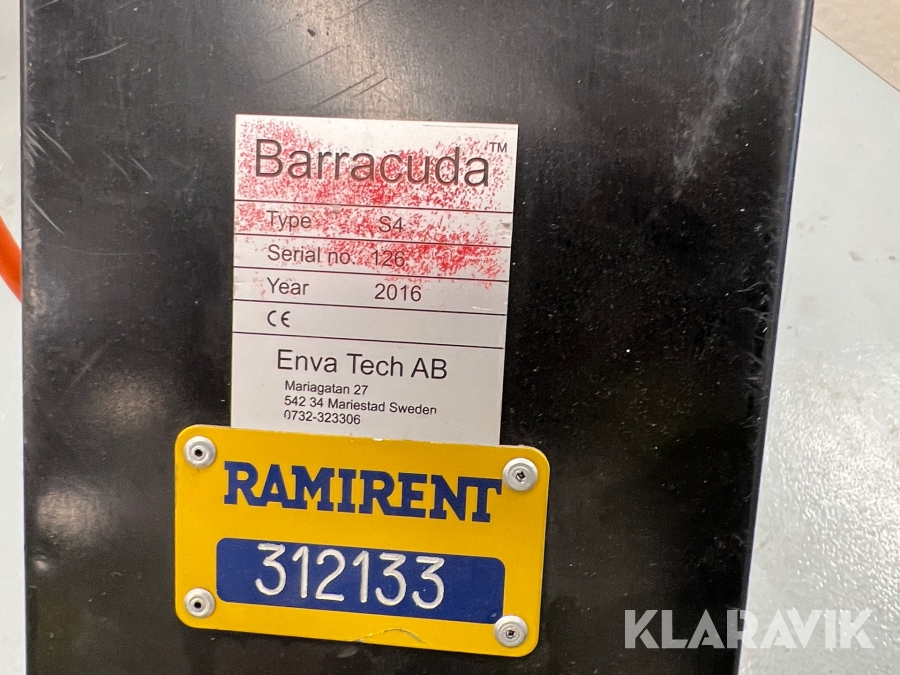 Barracuda™
Type S4
Serial no. 126
Year 2016
CE
Enva Tech AB
Mariagatan 27
542 34 Mariestad Sweden
0732-323306
RAMIRENT
312133
KLARAVIK